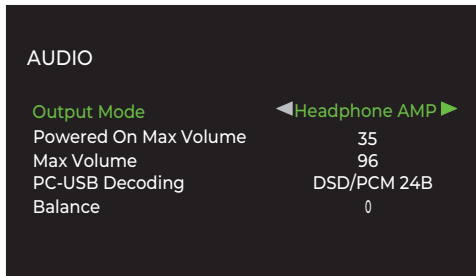 AUDIO
Output Mode Headphone AMP
Powered On Max Volume 35
Max Volume 96
PC-USB Decoding DSD/PCM 24B
Balance 0